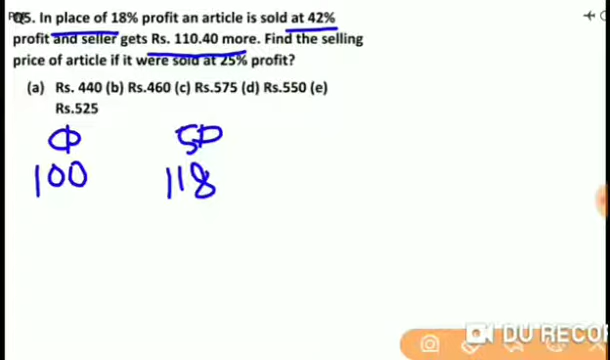 Q5. In place of 18% profit an article is sold at 42%
profit and seller gets Rs. 110.40 more. Find the selling
price of article if it were sold at 25% profit?
(a) Rs. 440 (b) Rs.460 (c) Rs.575 (d) Rs.550 (e)
Rs.525
CP SP
100 118
DU RECO